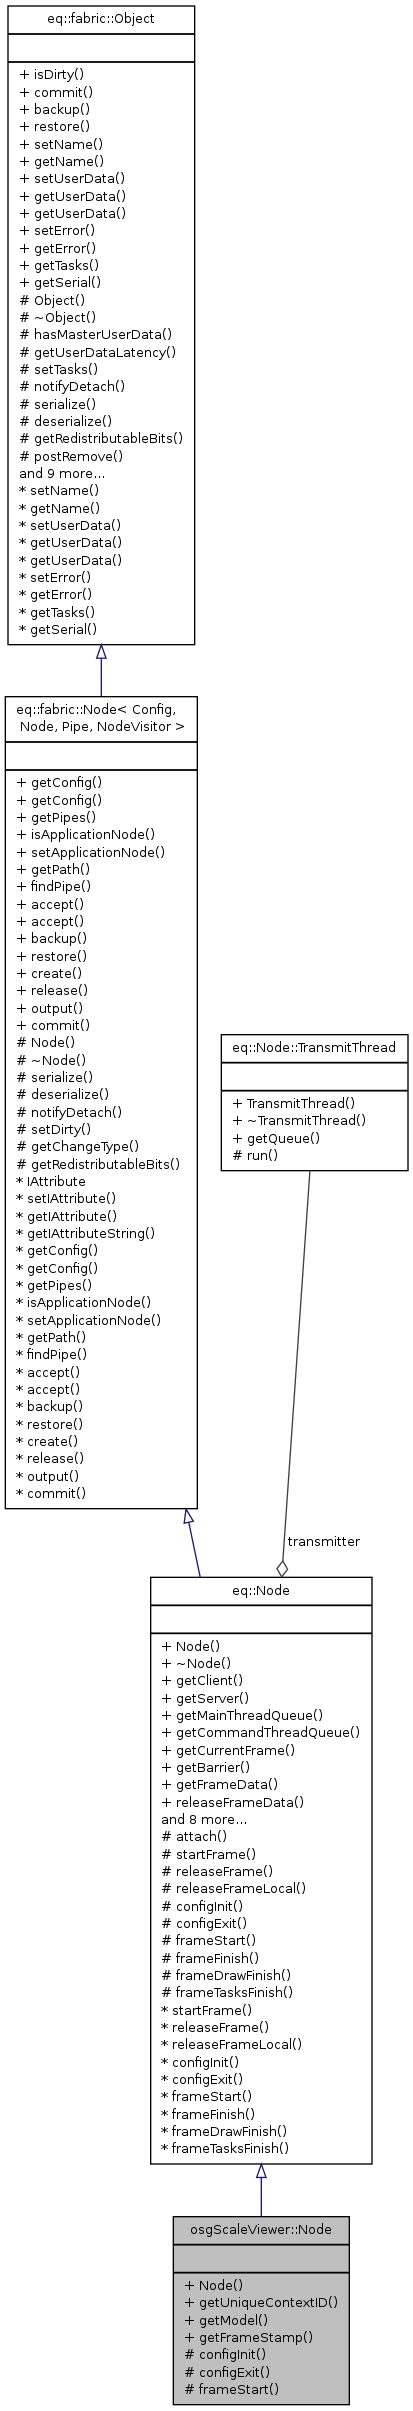 eq::fabric::Object
+ isDirty()
+ commit()
+ backup()
+ restore()
+ setName()
+ getName()
+ setUserData()
+ getUserData()
+ getUserData()
+ setError()
+ getError()
+ getTasks()
+ getSerial()
# Object()
# ~Object()
# hasMasterUserData()
# getUserDataLatency()
# setTasks()
# notifyDetach()
# serialize()
# deserialize()
# getRedistributableBits()
# postRemove()
and 9 more...
* setName()
* getName()
* setUserData()
* getUserData()
* getUserData()
* setError()
* getError()
* getTasks()
* getSerial()
eq::fabric::Node< Config,
Node, Pipe, NodeVisitor >
+ getConfig()
+ getConfig()
+ getPipes()
+ isApplicationNode()
+ setApplicationNode()
+ getPath()
+ findPipe()
+ accept()
+ accept()
+ backup()
+ restore()
+ create()
+ release()
+ output()
+ commit()
# Node()
# ~Node()
# serialize()
# deserialize()
# notifyDetach()
# setDirty()
# getChangeType()
# getRedistributableBits()
* IAttribute
* setIAttribute()
* getIAttribute()
* getIAttributeString()
* getConfig()
* getConfig()
* getPipes()
* isApplicationNode()
* setApplicationNode()
* getPath()
* findPipe()
* accept()
* accept()
* backup()
* restore()
* create()
* release()
* output()
* commit()
eq::Node::TransmitThread
+ TransmitThread()
+ ~TransmitThread()
+ getQueue()
# run()
transmitter
eq::Node
+ Node()
+ ~Node()
+ getClient()
+ getServer()
+ getMainThreadQueue()
+ getCommandThreadQueue()
+ getCurrentFrame()
+ getBarrier()
+ getFrameData()
+ releaseFrameData()
and 8 more...
# attach()
# startFrame()
# releaseFrame()
# releaseFrameLocal()
# configInit()
# configExit()
# frameStart()
# frameFinish()
# frameDrawFinish()
# frameTasksFinish()
* startFrame()
* releaseFrame()
* releaseFrameLocal()
* configInit()
* configExit()
* frameStart()
* frameFinish()
* frameDrawFinish()
* frameTasksFinish()
osgScaleViewer::Node
+ Node()
+ getUniqueContextID()
+ getModel()
+ getFrameStamp()
# configInit()
# configExit()
# frameStart()